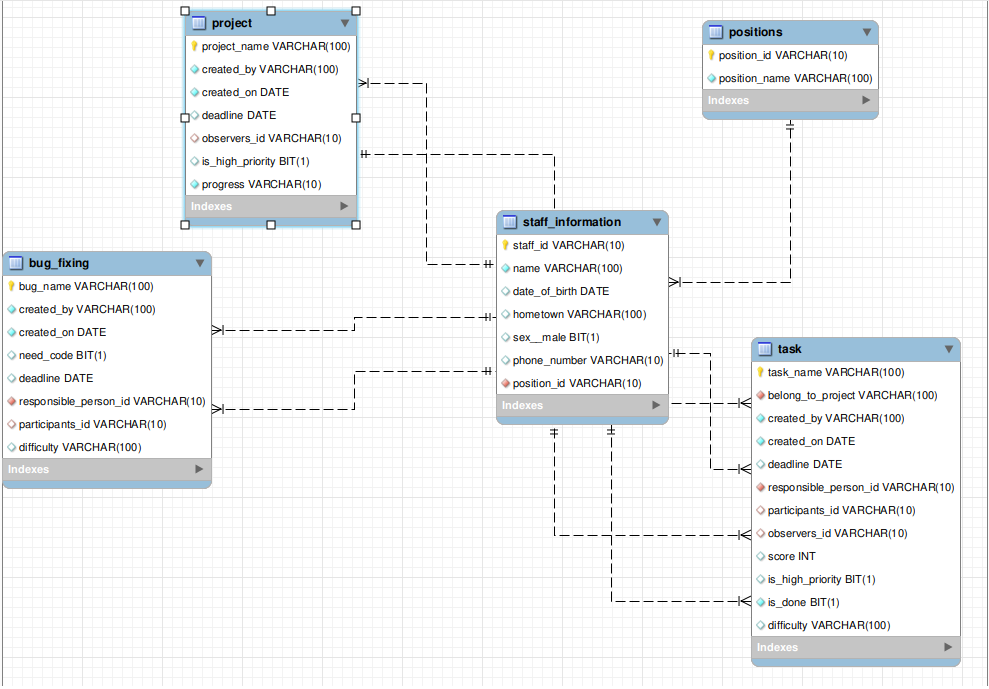 project
project_name VARCHAR(100)
created_by VARCHAR(100)
created_on DATE
deadline DATE
observers_id VARCHAR(10)
is_high_priority BIT(1)
progress VARCHAR(10)
Indexes
positions
position_id VARCHAR(10)
position_name VARCHAR(100)
Indexes
bug_fixing
bug_name VARCHAR(100)
created_by VARCHAR(100)
created_on DATE
need_code BIT(1)
deadline DATE
responsible_person_id VARCHAR(10)
participants_id VARCHAR(10)
difficulty VARCHAR(100)
Indexes
staff_information
staff_id VARCHAR(10)
name VARCHAR(100)
date_of_birth DATE
hometown VARCHAR(100)
sex__male BIT(1)
phone_number VARCHAR(10)
position_id VARCHAR(10)
Indexes
task
task_name VARCHAR(100)
belong_to_project VARCHAR(100)
created_by VARCHAR(100)
created_on DATE
deadline DATE
responsible_person_id VARCHAR(10)
participants_id VARCHAR(10)
observers_id VARCHAR(10)
score INT
is_high_priority BIT(1)
is_done BIT(1)
difficulty VARCHAR(100)
Indexes